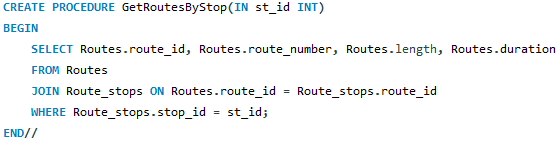 CREATE PROCEDURE GetRoutesByStop(IN st_id INT)
BEGIN
    SELECT Routes.route_id, Routes.route_number, Routes.length, Routes.duration
    FROM Routes
    JOIN Route_stops ON Routes.route_id = Route_stops.route_id
    WHERE Route_stops.stop_id = st_id;
END//